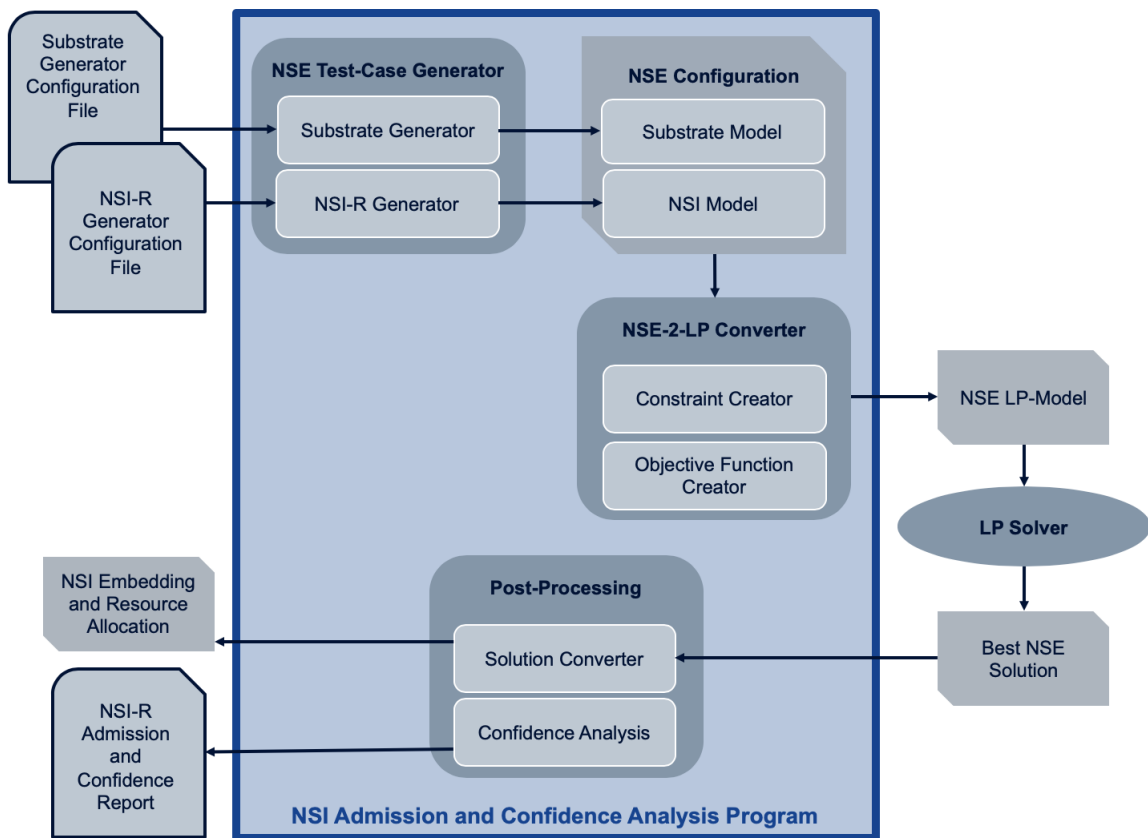 Substrate
Generator
Configuration
File
NSI-R
Generator
Configuration
File
NSE Test-Case Generator
Substrate Generator
NSI-R Generator
NSE Configuration
Substrate Model
NSI Model
NSE-2-LP Converter
Constraint Creator
Objective Function
Creator
NSE LP-Model
LP Solver
Best NSE
Solution
Post-Processing
Solution Converter
Confidence Analysis
NSI Embedding
and Resource
Allocation
NSI-R
Admission
and
Confidence
Report
NSI Admission and Confidence Analysis Program